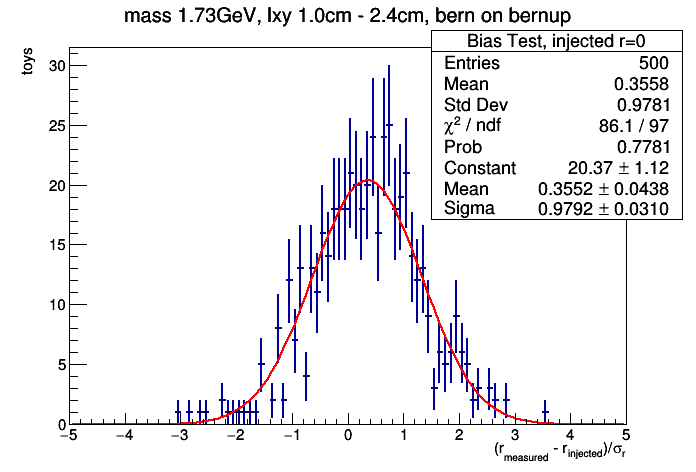 mass 1.73GeV, lxy 1.0cm - 2.4cm, bern on bernup
Bias Test, injected r=0
Entries 500
Mean 0.3558
Std Dev 0.9781
χ² / ndf 86.1 / 97
Prob 0.7781
Constant 20.37 ± 1.12
Mean 0.3552 ± 0.0438
Sigma 0.9792 ± 0.0310
toys
30
25
20
15
10
5
0
−5 −4 −3 −2 −1 0 1 2 3 4 5
(r_measured - r_injected)/σ_r